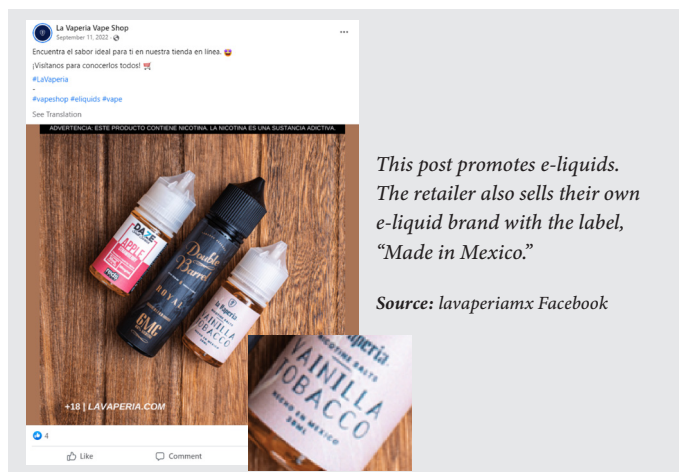 La Vaperia Vape Shop
September 11, 2022
Encuentra el sabor ideal para ti en nuestra tienda en línea.
¡Visítanos para conocerlos todos!
#LaVaperia
-
#vapeshop #eliquids #vape
See Translation
ADVERTENCIA: ESTE PRODUCTO CONTIENE NICOTINA. LA NICOTINA ES UNA SUSTANCIA ADICTIVA.
DAZE
APPLE
reds
Double
Barrel
ROYAL
6MG
la Vaperia
VAINILLA
TOBACCO
+18 | LAVAPERIA.COM
Vaperia
NICOTINE SALTS
VAINILLA
TOBACCO
HECHO EN MEXICO
30ML
4
Like
Comment
This post promotes e-liquids.
The retailer also sells their own
e-liquid brand with the label,
“Made in Mexico.”
Source: lavaperiamx Facebook